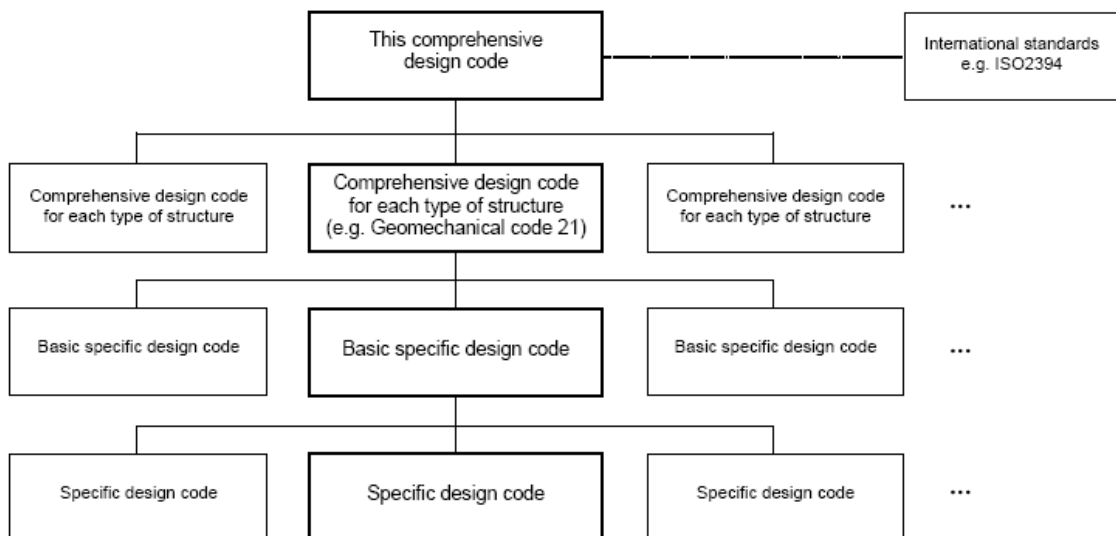 This comprehensive
design code
International standards
e.g. ISO2394
Comprehensive design code
for each type of structure
Comprehensive design code
for each type of structure
(e.g. Geomechanical code 21)
Comprehensive design code
for each type of structure
...
Basic specific design code
Basic specific design code
Basic specific design code
...
Specific design code
Specific design code
Specific design code
...